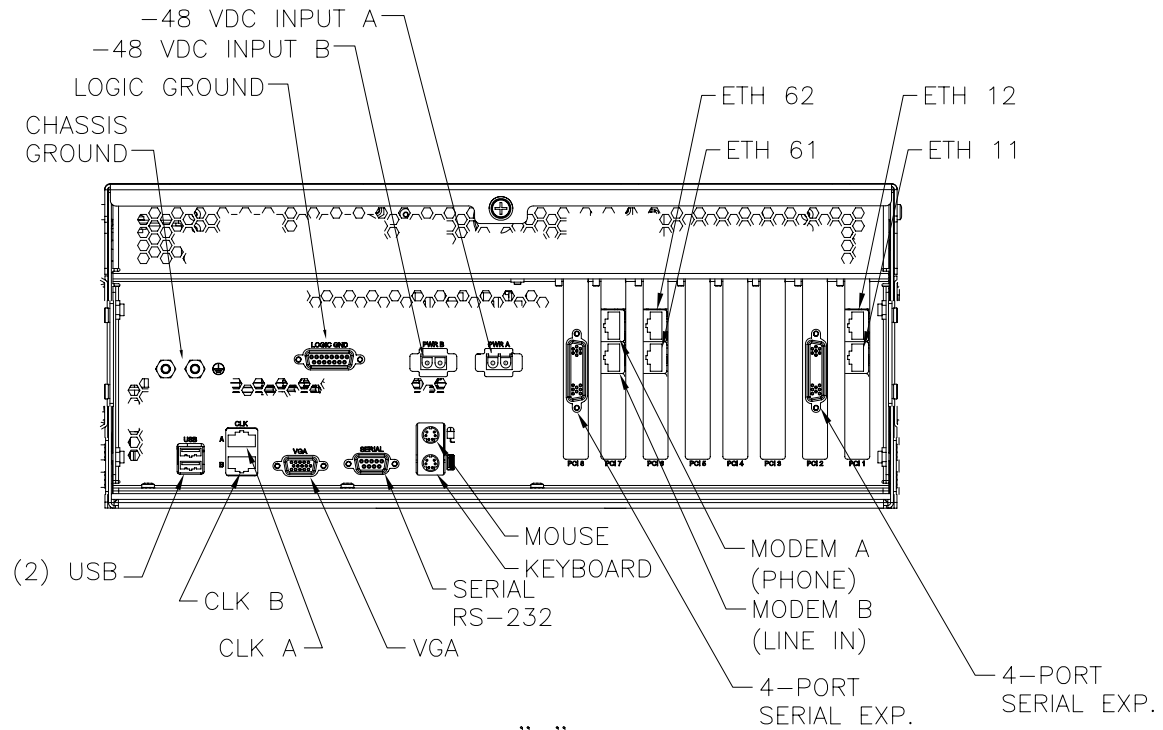 -48 VDC INPUT A
-48 VDC INPUT B
LOGIC GROUND
CHASSIS
GROUND
ETH 62
ETH 61
ETH 12
ETH 11
LOGIC GND
PWR B
PWR A
USB
CLK
A
B
VGA
SERIAL
PCI 8
PCI 7
PCI 6
PCI 5
PCI 4
PCI 3
PCI 2
PCI 1
(2) USB
CLK B
CLK A
VGA
SERIAL
RS-232
MOUSE
KEYBOARD
MODEM A
(PHONE)
MODEM B
(LINE IN)
4-PORT
SERIAL EXP.
4-PORT
SERIAL EXP.